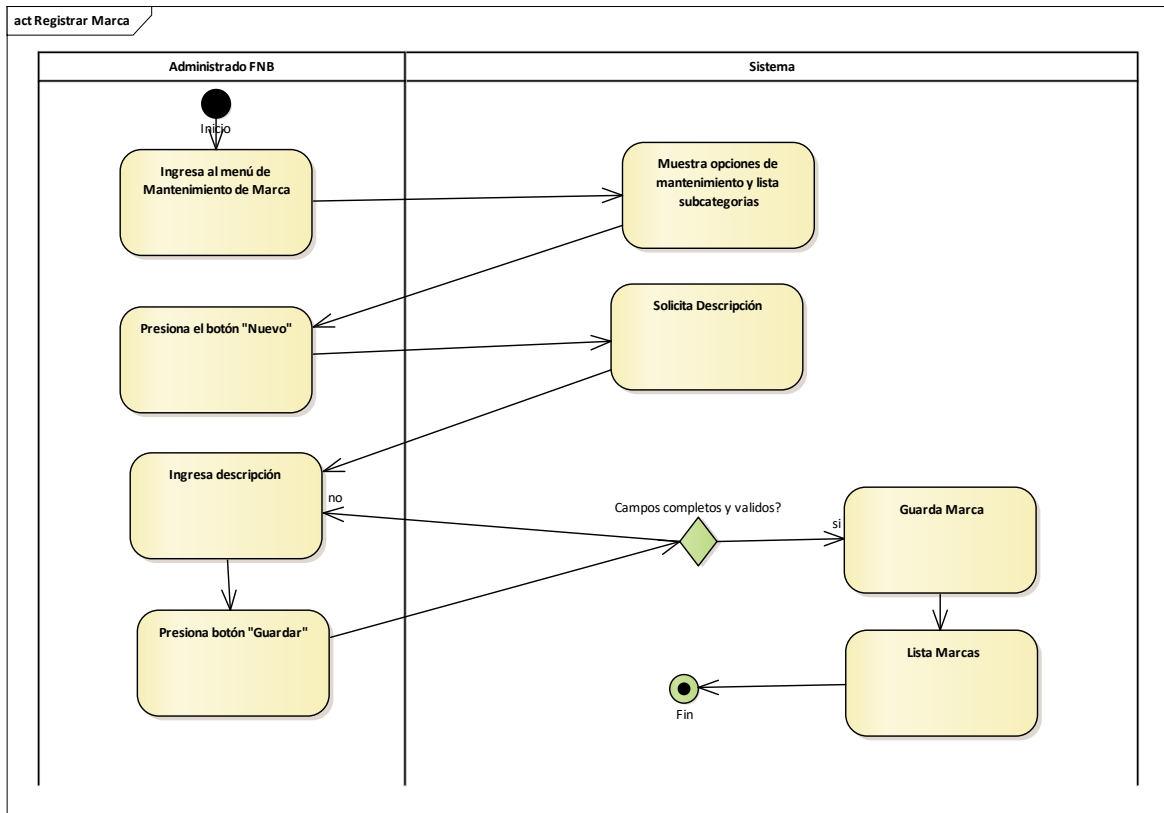 act Registrar Marca
Administrado FNB
Sistema
Inicio
Ingresa al menú de
Mantenimiento de Marca
Muestra opciones de
mantenimiento y lista
subcategorias
Presiona el botón "Nuevo"
Solicita Descripción
Ingresa descripción
no
Campos completos y validos?
si
Guarda Marca
Presiona botón "Guardar"
Lista Marcas
Fin